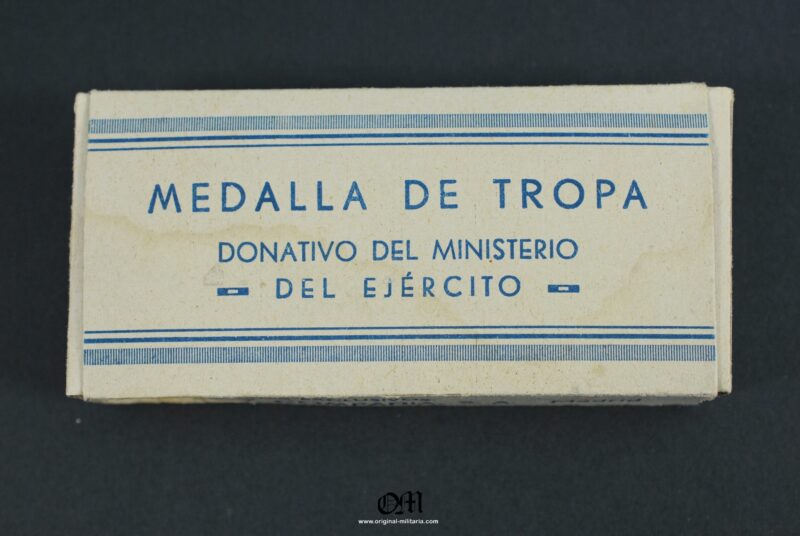 MEDALLA DE TROPA
DONATIVO DEL MINISTERIO
DEL EJÉRCITO
OM
www.original-militaria.com